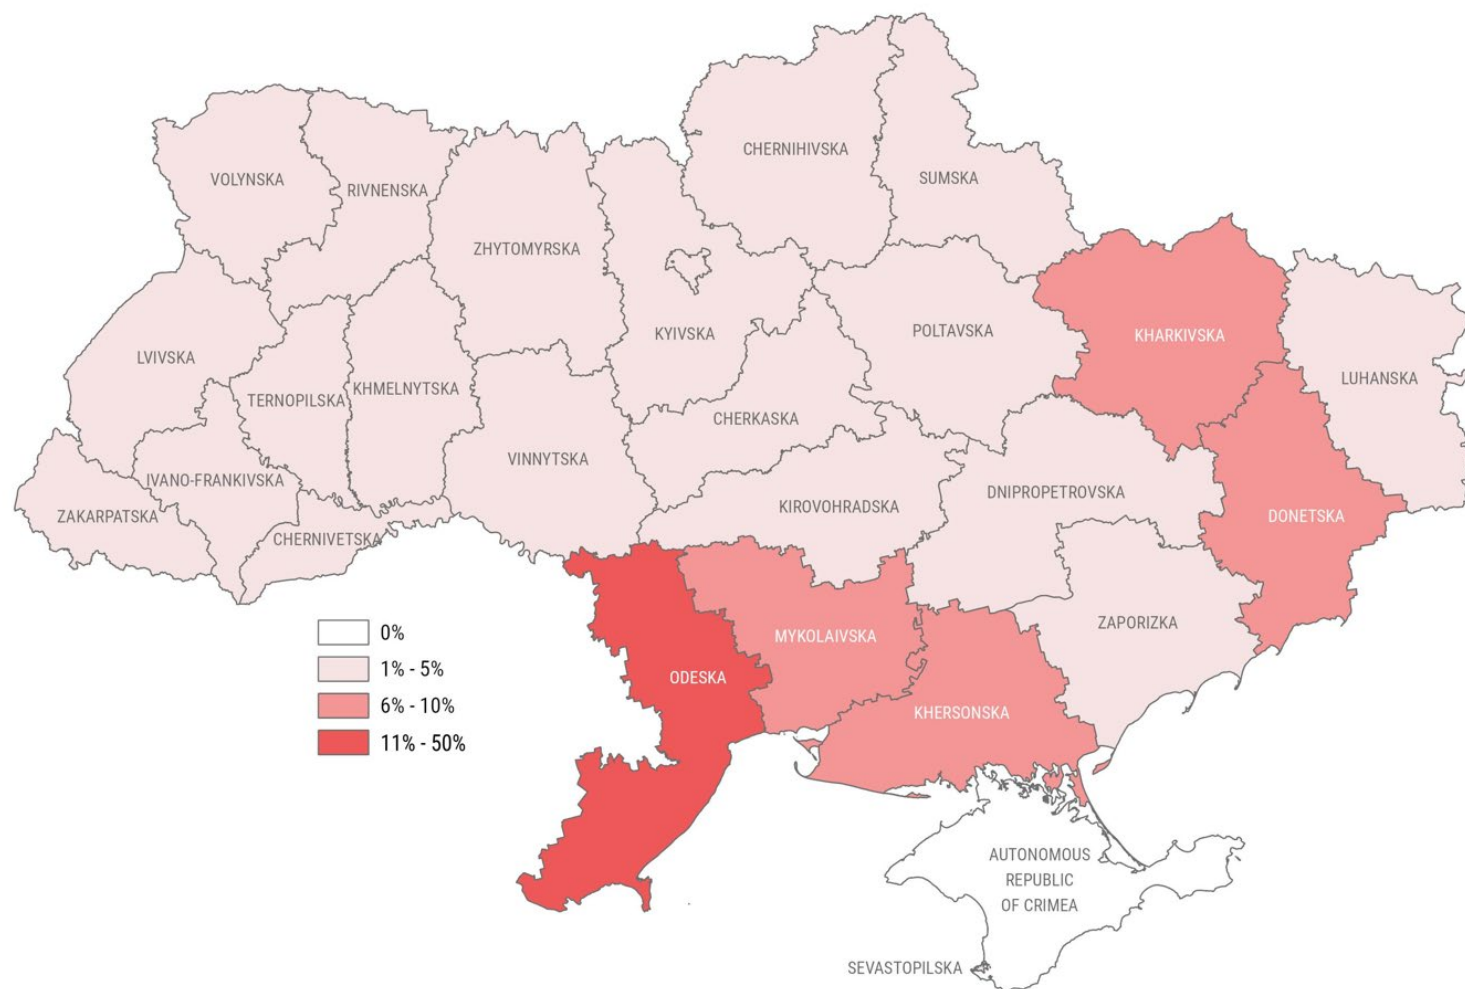 CHERNIHIVSKA
SUMSKA
VOLYNSKA
RIVNENSKA
ZHYTOMYRSKA
KYIVSKA
POLTAVSKA
KHARKIVSKA
LUHANSKA
LVIVSKA
TERNOPILSKA
KHMELNYTSKA
CHERKASKA
VINNYTSKA
IVANO-FRANKIVSKA
ZAKARPATSKA
CHERNIVETSKA
KIROVOHRADSKA
DNIPROPETROVSKA
DONETSKA
ZAPORIZKA
MYKOLAIVSKA
ODESKA
KHERSONSKA
0%
1% - 5%
6% - 10%
11% - 50%
AUTONOMOUS
REPUBLIC
OF CRIMEA
SEVASTOPILSKA